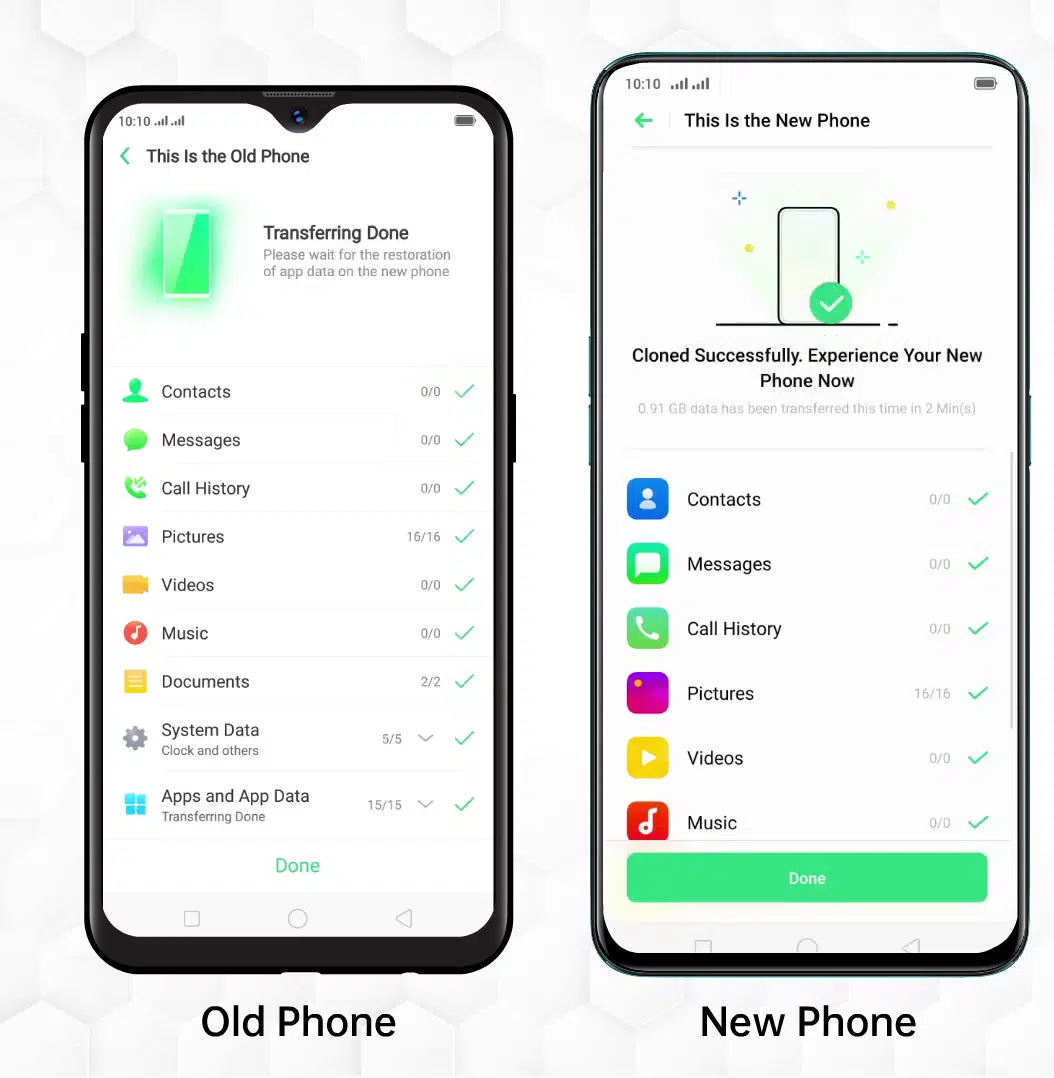 10:10
This Is the Old Phone
Transferring Done
Please wait for the restoration
of app data on the new phone
Contacts 0/0
Messages 0/0
Call History 0/0
Pictures 16/16
Videos 0/0
Music 0/0
Documents 2/2
System Data 5/5
Clock and others
Apps and App Data 15/15
Transferring Done
Done
Old Phone
10:10
This Is the New Phone
Cloned Successfully. Experience Your New
Phone Now
0.91 GB data has been transferred this time in 2 Min(s)
Contacts 0/0
Messages 0/0
Call History 0/0
Pictures 16/16
Videos 0/0
Music 0/0
Done
New Phone